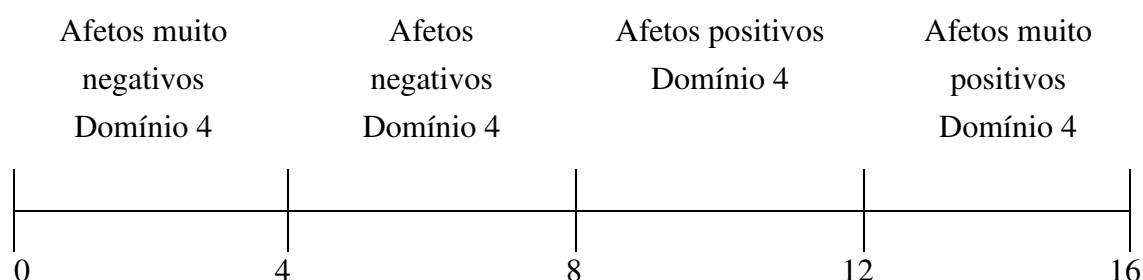 Afetos muito
negativos
Domínio 4
Afetos
negativos
Domínio 4
Afetos positivos
Domínio 4
Afetos muito
positivos
Domínio 4
0 4 8 12 16